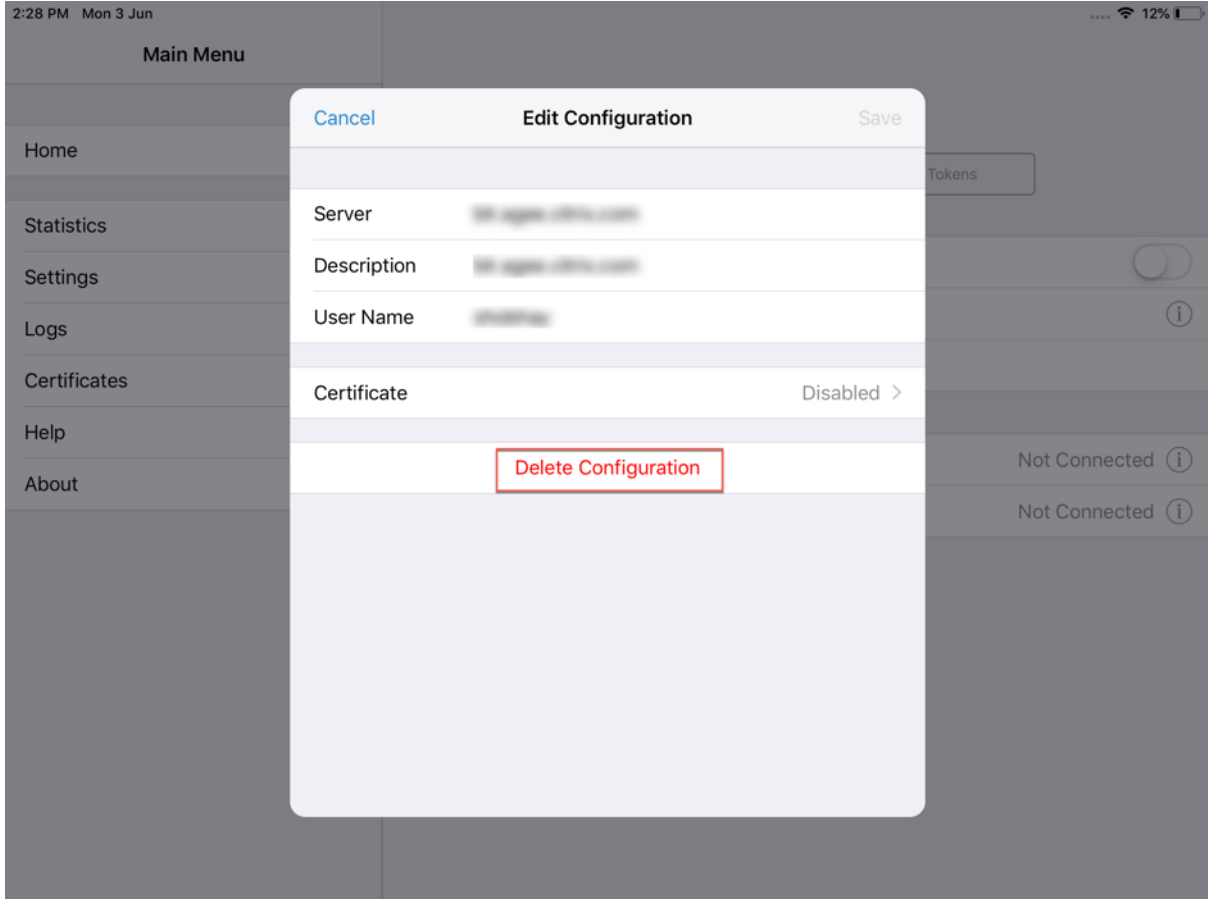 2:28 PM Mon 3 Jun
12%
Main Menu
Cancel
Edit Configuration
Save
Home
Tokens
Server
Statistics
Description
Settings
User Name
Logs
Certificates
Certificate
Disabled
Help
Delete Configuration
Not Connected
About
Not Connected